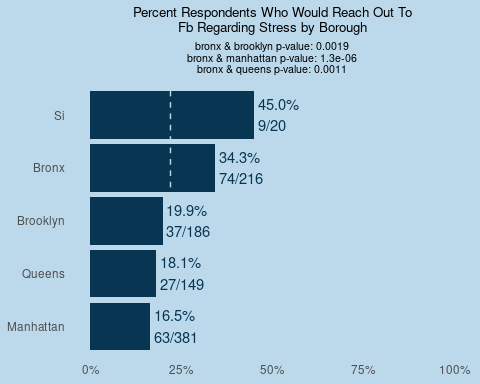 Percent Respondents Who Would Reach Out To
Fb Regarding Stress by Borough
bronx & brooklyn p-value: 0.0019
bronx & manhattan p-value: 1.3e-06
bronx & queens p-value: 0.0011
Si
45.0%
9/20
Bronx
34.3%
74/216
Brooklyn
19.9%
37/186
Queens
18.1%
27/149
Manhattan
16.5%
63/381
0%
25%
50%
75%
100%